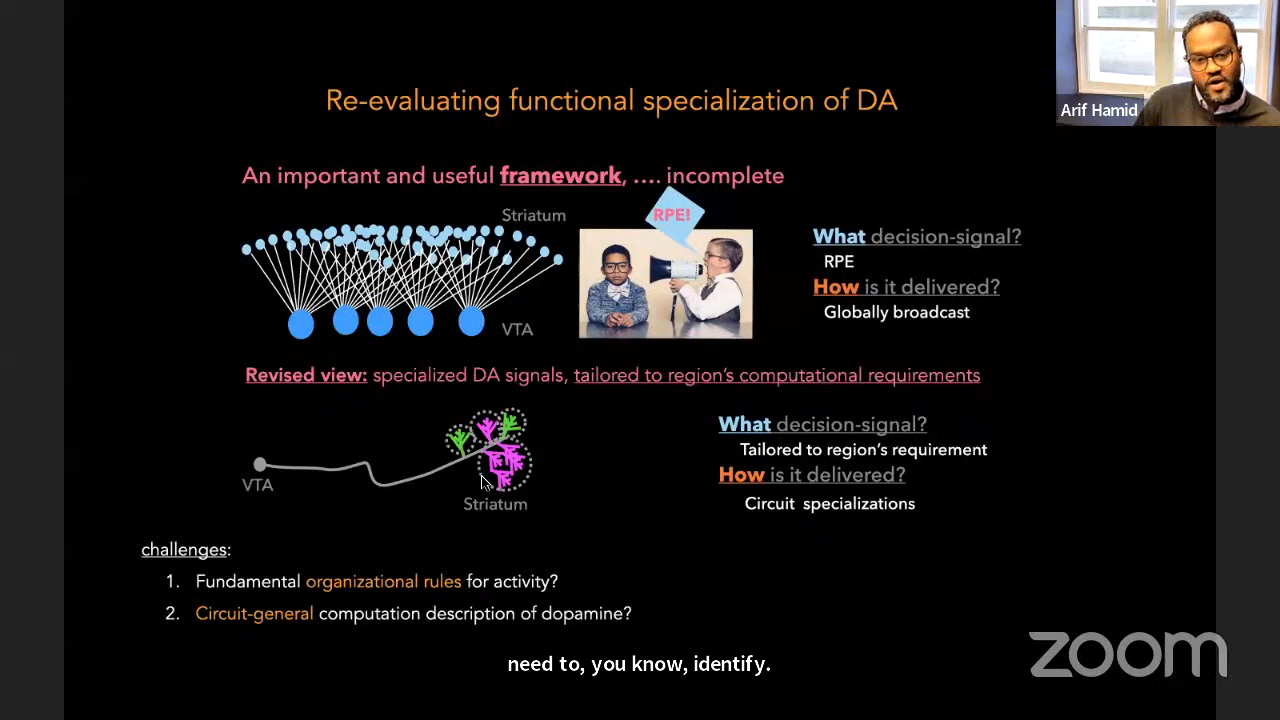 Re-evaluating functional specialization of DA
Arif Hamid
An important and useful framework, .... incomplete
Striatum
RPE!
VTA
What decision-signal?
RPE
How is it delivered?
Globally broadcast
Revised view: specialized DA signals, tailored to region's computational requirements
VTA
Striatum
What decision-signal?
Tailored to region's requirement
How is it delivered?
Circuit specializations
challenges:
1. Fundamental organizational rules for activity?
2. Circuit-general computation description of dopamine?
need to, you know, identify.
zoom